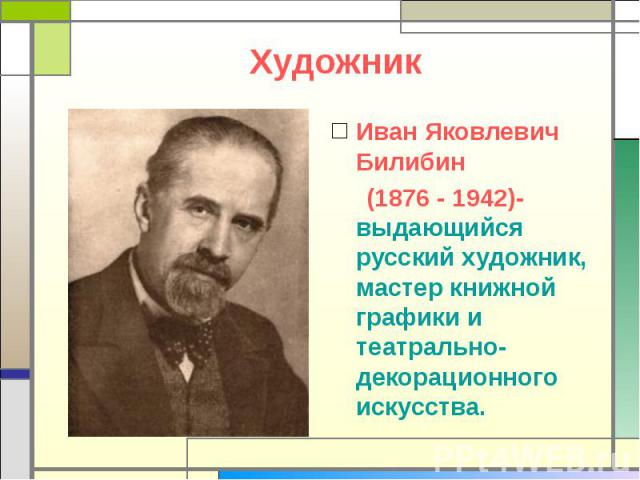 Художник
Иван Яковлевич
Билибин
(1876 - 1942)-
выдающийся
русский художник,
мастер книжной
графики и
театрально-
декорационного
искусства.
PPt4WEB.ru